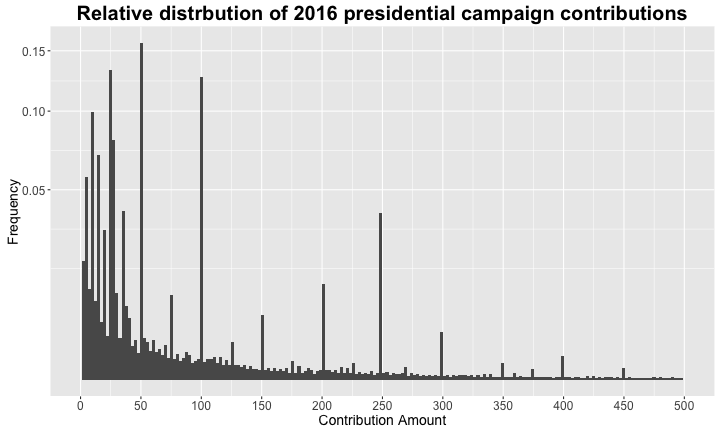 Relative distrbution of 2016 presidential campaign contributions
0.15
0.10
0.05
Frequency
0 50 100 150 200 250 300 350 400 450 500
Contribution Amount